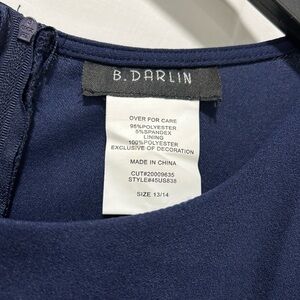 B.DARLIN
OVER FOR CARE
95%POLYESTER
5%SPANDEX
LINING
100%POLYESTER
EXCLUSIVE OF DECORATION
MADE IN CHINA
CUT#20009635
STYLE#45US838
SIZE 13/14